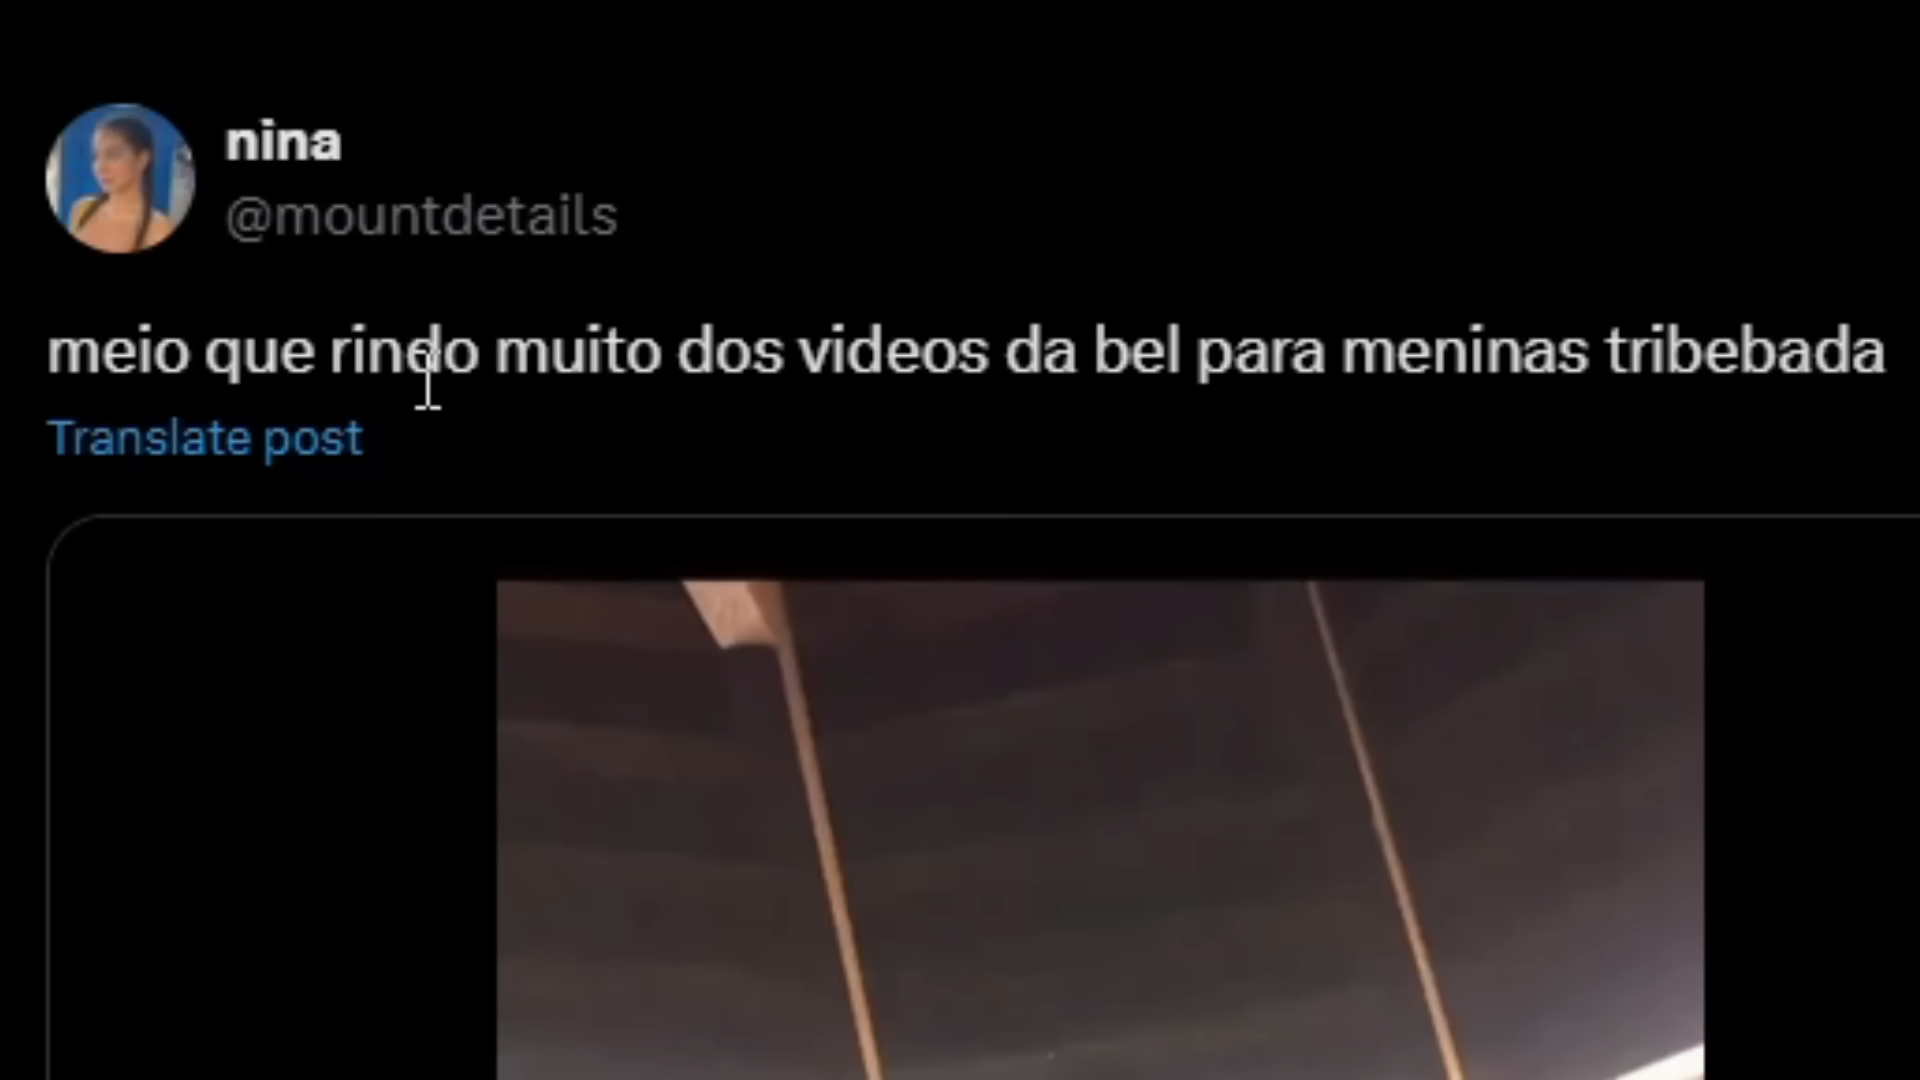 nina
@mountdetails
meio que rindo muito dos videos da bel para meninas tribebada
Translate post